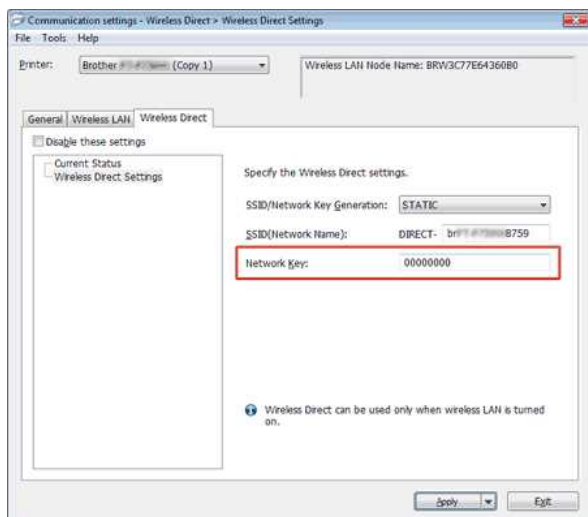 Communication settings - Wireless Direct > Wireless Direct Settings
File Tools Help
Printer: Brother (Copy 1)
Wireless LAN Node Name: BRW3C77E64360B0
General Wireless LAN Wireless Direct
Disable these settings
Current Status
Wireless Direct Settings
Specify the Wireless Direct settings.
SSID/Network Key Generation: STATIC
SSID(Network Name): DIRECT- 8759
Network Key: 00000000
Wireless Direct can be used only when wireless LAN is turned
on.
Apply Exit